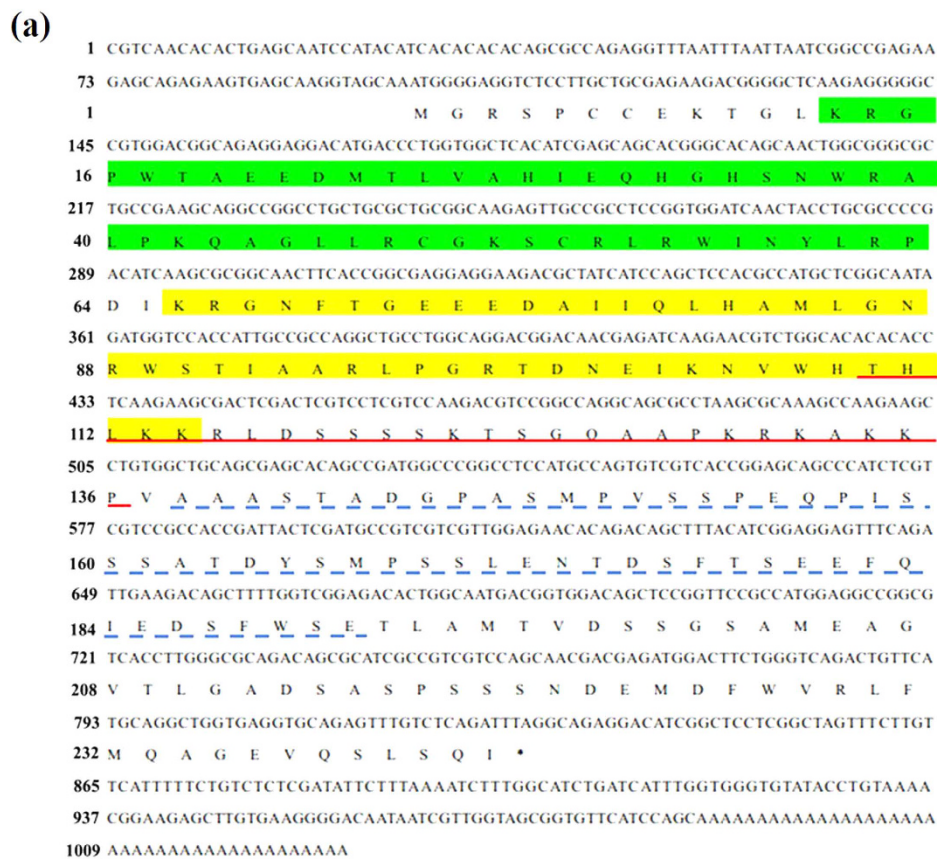 (a)
1 CGTCAACACACTGAGCAATCCATACATCACACACACAGCGCCAGAGGTTTAATTTAATTAATCGGCCGAGAA
73 GAGCAGAGAAGTGAGCAAGGTAGCAAATGGGGAGGTCTCCTTGCTGCGAGAAGACGGGGCTCAAGAGGGGGC
1 M G R S P C C E K T G L K R G
145 CGTGGACGGCAGAGGAGGACATGACCCTGGTGGCTCACATCGAGCAGCACGGGCACAGCAACTGGCGGGCGC
16 P W T A E E D M T L V A H I E Q H G H S N W R A
217 TGCCGAAGCAGGCCGGCCTGCTGCGCTGCGGCAAGAGTTGCCGCCTCCGGTGGATCAACTACCTGCGCCCCG
40 L P K Q A G L L R C G K S C R L R W I N Y L R P
289 ACATCAAGCGCGGCAACTTCACCGGCGAGGAGGAAGACGCTATCATCCAGCTCCACGCCATGCTCGGCAATA
64 D I K R G N F T G E E E D A I I Q L H A M L G N
361 GATGGTCCACCATTGCCGCCAGGCTGCCTGGCAGGACGGACAACGAGATCAAGAACGTCTGGCACACACACC
88 R W S T I A A R L P G R T D N E I K N V W H T H
433 TCAAGAAGCGACTCGACTCGTCCTCGTCCAAGACGTCCGGCCAGGCAGCGCCTAAGCGCAAAGCCAAGAAGC
112 L K K R L D S S S S K T S G Q A A P K R K A K K
505 CTGTGGCTGCAGCGAGCACAGCCGATGGCCCGGCCTCCATGCCAGTGTCGTCACCGGAGCAGCCCATCTCGT
136 P V A A A S T A D G P A S M P V S S P E Q P I S
577 CGTCCGCCACCGATTACTCGATGCCGTCGTCGTTGGAGAACACAGACAGCTTTACATCGGAGGAGTTTCAGA
160 S S A T D Y S M P S S L E N T D S F T S E E F Q
649 TTGAAGACAGCTTTTGGTCGGAGACACTGGCAATGACGGTGGACAGCTCCGGTTCCGCCATGGAGGCCGGCG
184 I E D S F W S E T L A M T V D S S G S A M E A G
721 TCACCTTGGGCGCAGACAGCGCATCGCCGTCGTCCAGCAACGACGAGATGGACTTCTGGGTCAGACTGTTCA
208 V T L G A D S A S P S S S N D E M D F W V R L F
793 TGCAGGCTGGTGAGGTGCAGAGTTTGTCTCAGATTTAGGCAGAGGACATCGGCTCCTCGGCTAGTTTCTTGT
232 M Q A G E V Q S L S Q I *
865 TCATTTTTCTGTCTCTCGATATTCTTTAAAATCTTTGGCATCTGATCATTTGGTGGGTGTATACCTGTAAAA
937 CGGAAGAGCTTGTGAAGGGGACAATAATCGTTGGTAGCGGTGTTCATCCAGCAAAAAAAAAAAAAAAAAAAA
1009 AAAAAAAAAAAAAAAAAAAA